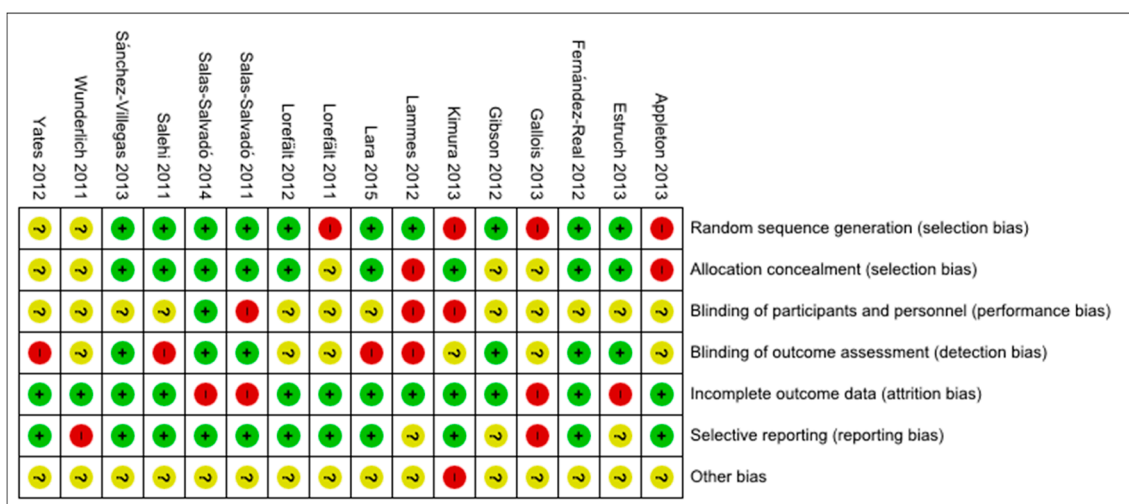 Yates 2012
Wunderlich 2011
Sánchez-Villegas 2013
Salehi 2011
Salas-Salvadó 2014
Salas-Salvadó 2011
Lorefält 2012
Lorefält 2011
Lara 2015
Lammes 2012
Kimura 2013
Gibson 2012
Gallois 2013
Fernández-Real 2012
Estruch 2013
Appleton 2013
? ? + + + + + − + + − + − + + − Random sequence generation (selection bias)
? ? + + + + + ? + − + ? ? + + − Allocation concealment (selection bias)
? ? ? ? + − ? ? ? − − ? ? ? ? ? Blinding of participants and personnel (performance bias)
− ? + − + + ? ? − − ? + ? + + ? Blinding of outcome assessment (detection bias)
+ + + + − − + + + + + + − + − + Incomplete outcome data (attrition bias)
+ − + + + + + + + ? + ? − + ? + Selective reporting (reporting bias)
? ? ? ? ? ? ? ? ? ? − ? ? ? ? ? Other bias